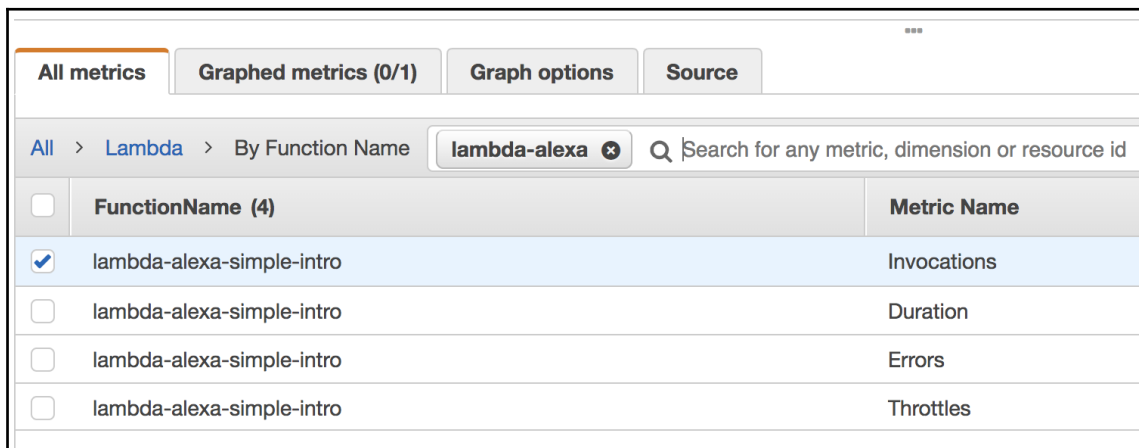 All metrics Graphed metrics (0/1) Graph options Source
All > Lambda > By Function Name lambda-alexa Search for any metric, dimension or resource id
FunctionName (4) Metric Name
lambda-alexa-simple-intro Invocations
lambda-alexa-simple-intro Duration
lambda-alexa-simple-intro Errors
lambda-alexa-simple-intro Throttles